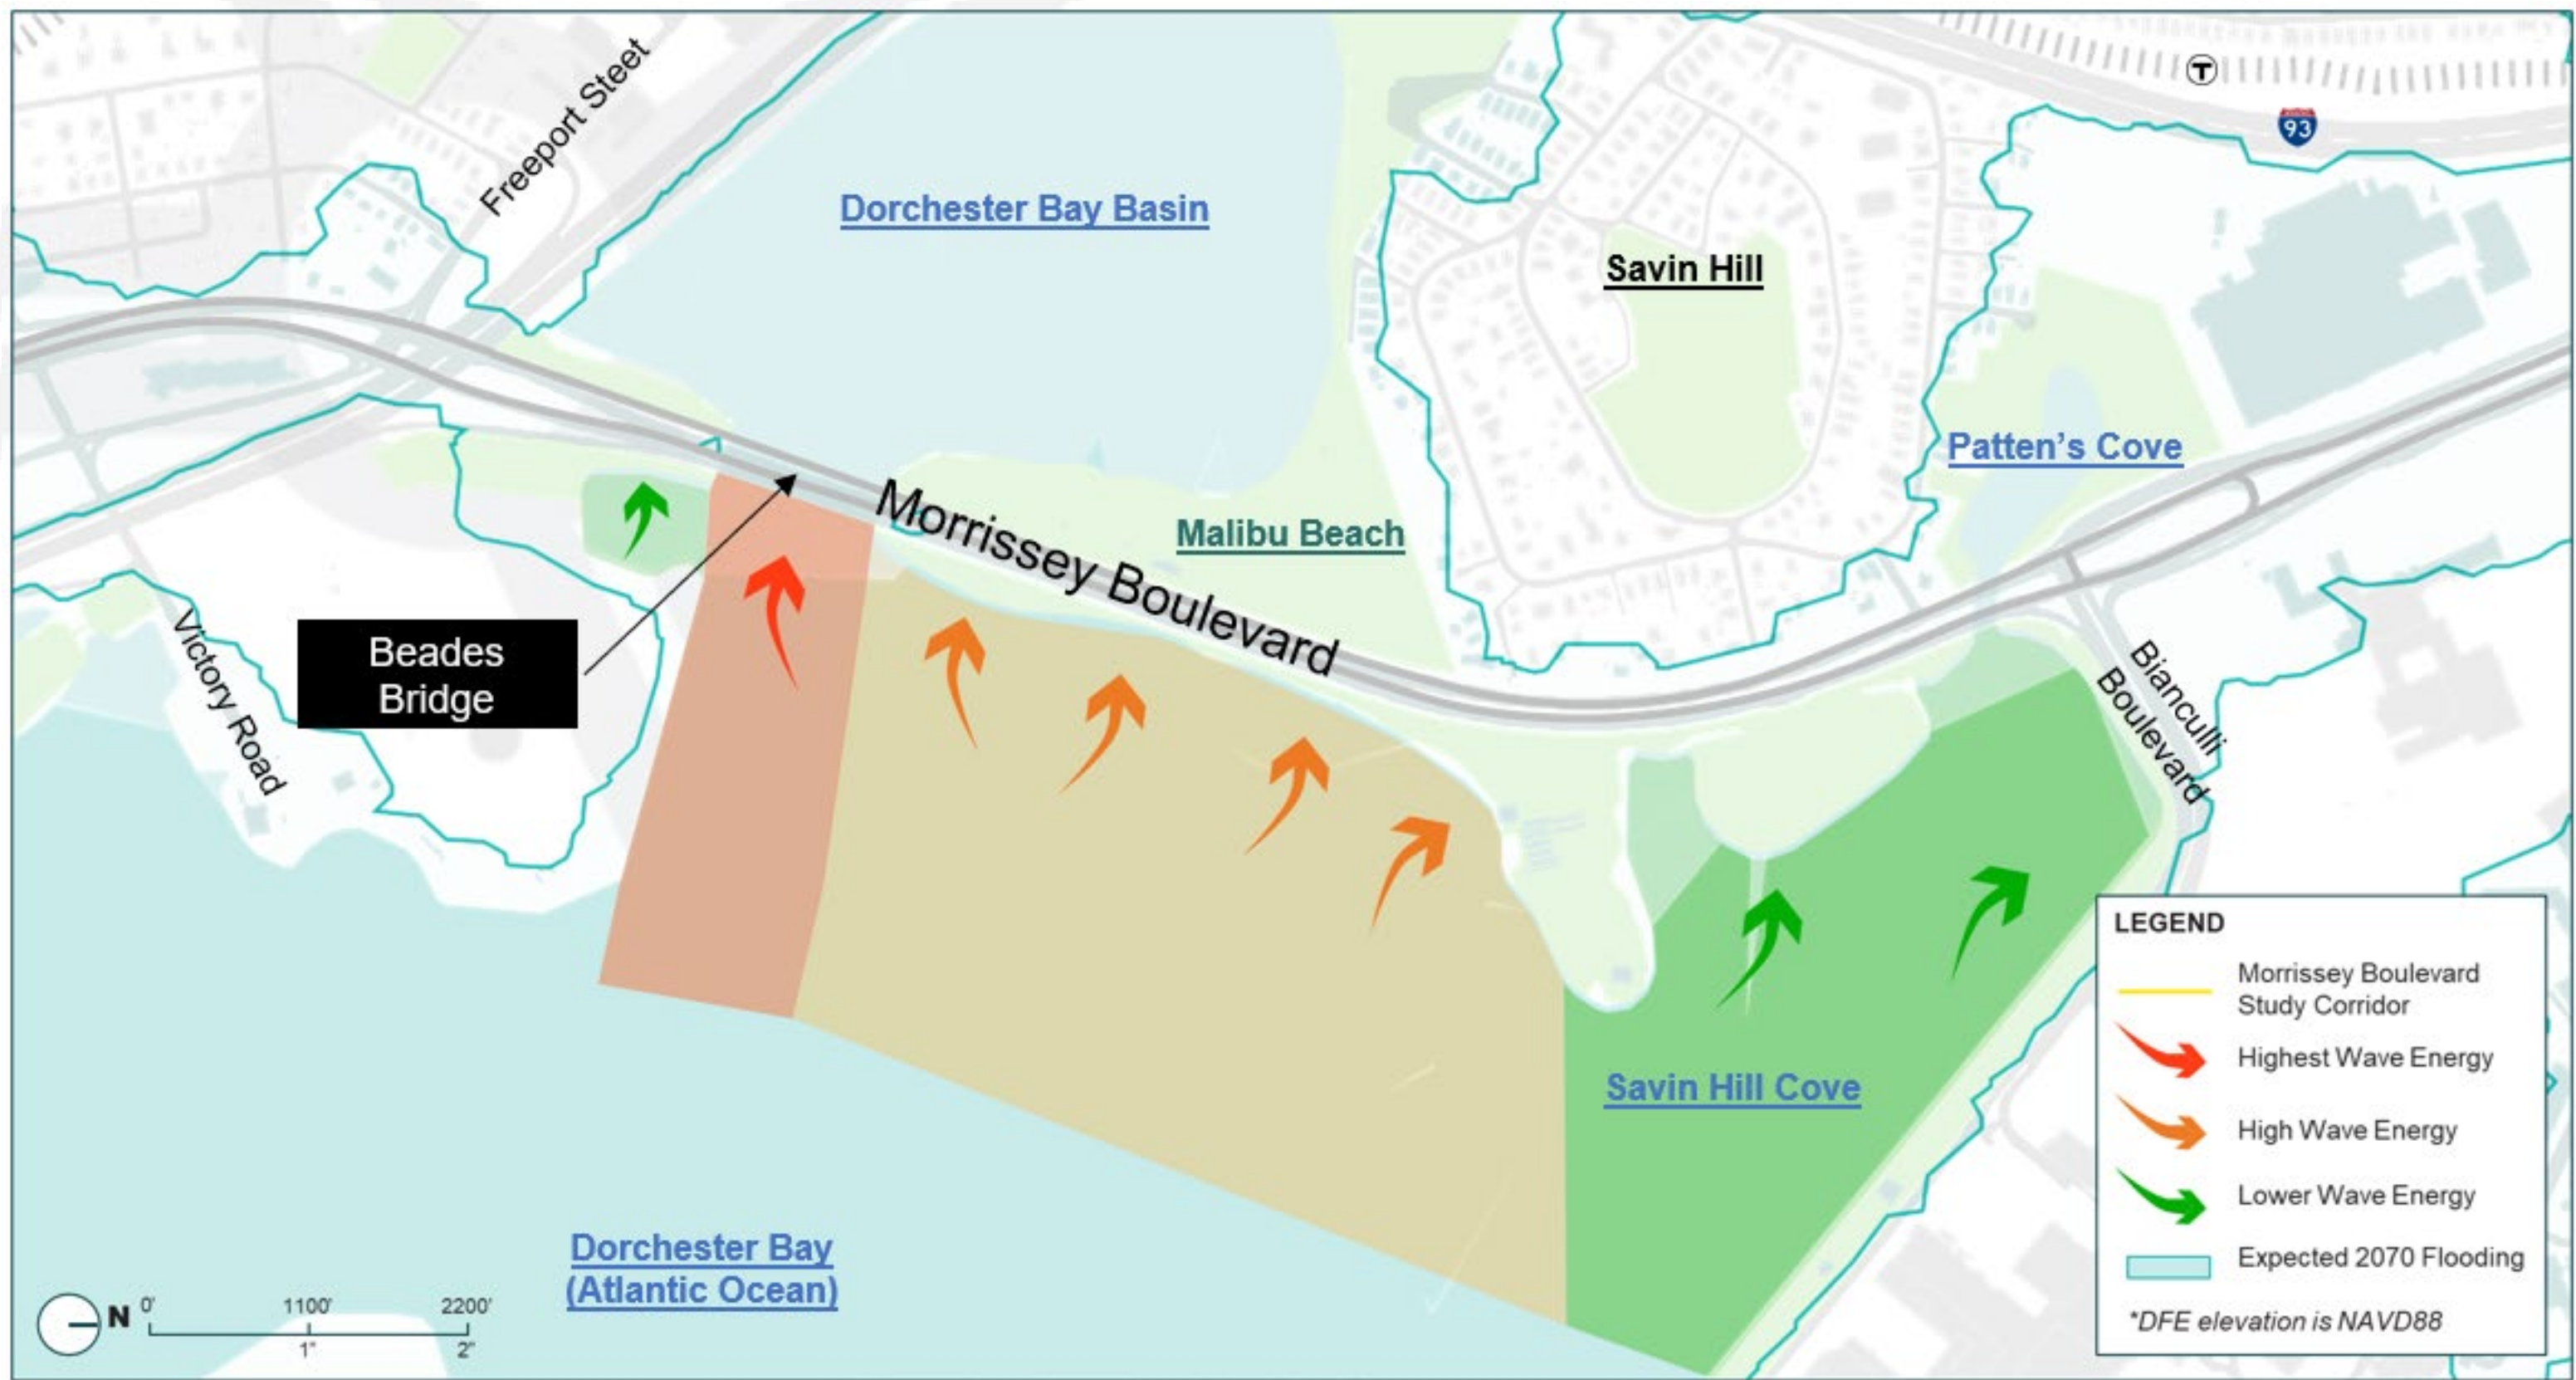 Freeport Steet
T
93
Dorchester Bay Basin
Savin Hill
Patten's Cove
Malibu Beach
Morrissey Boulevard
Beades
Bridge
Victory Road
Bianculli
Boulevard
Savin Hill Cove
Dorchester Bay
(Atlantic Ocean)
N
0' 1100' 2200'
1" 2"
LEGEND
Morrissey Boulevard
Study Corridor
Highest Wave Energy
High Wave Energy
Lower Wave Energy
Expected 2070 Flooding
*DFE elevation is NAVD88